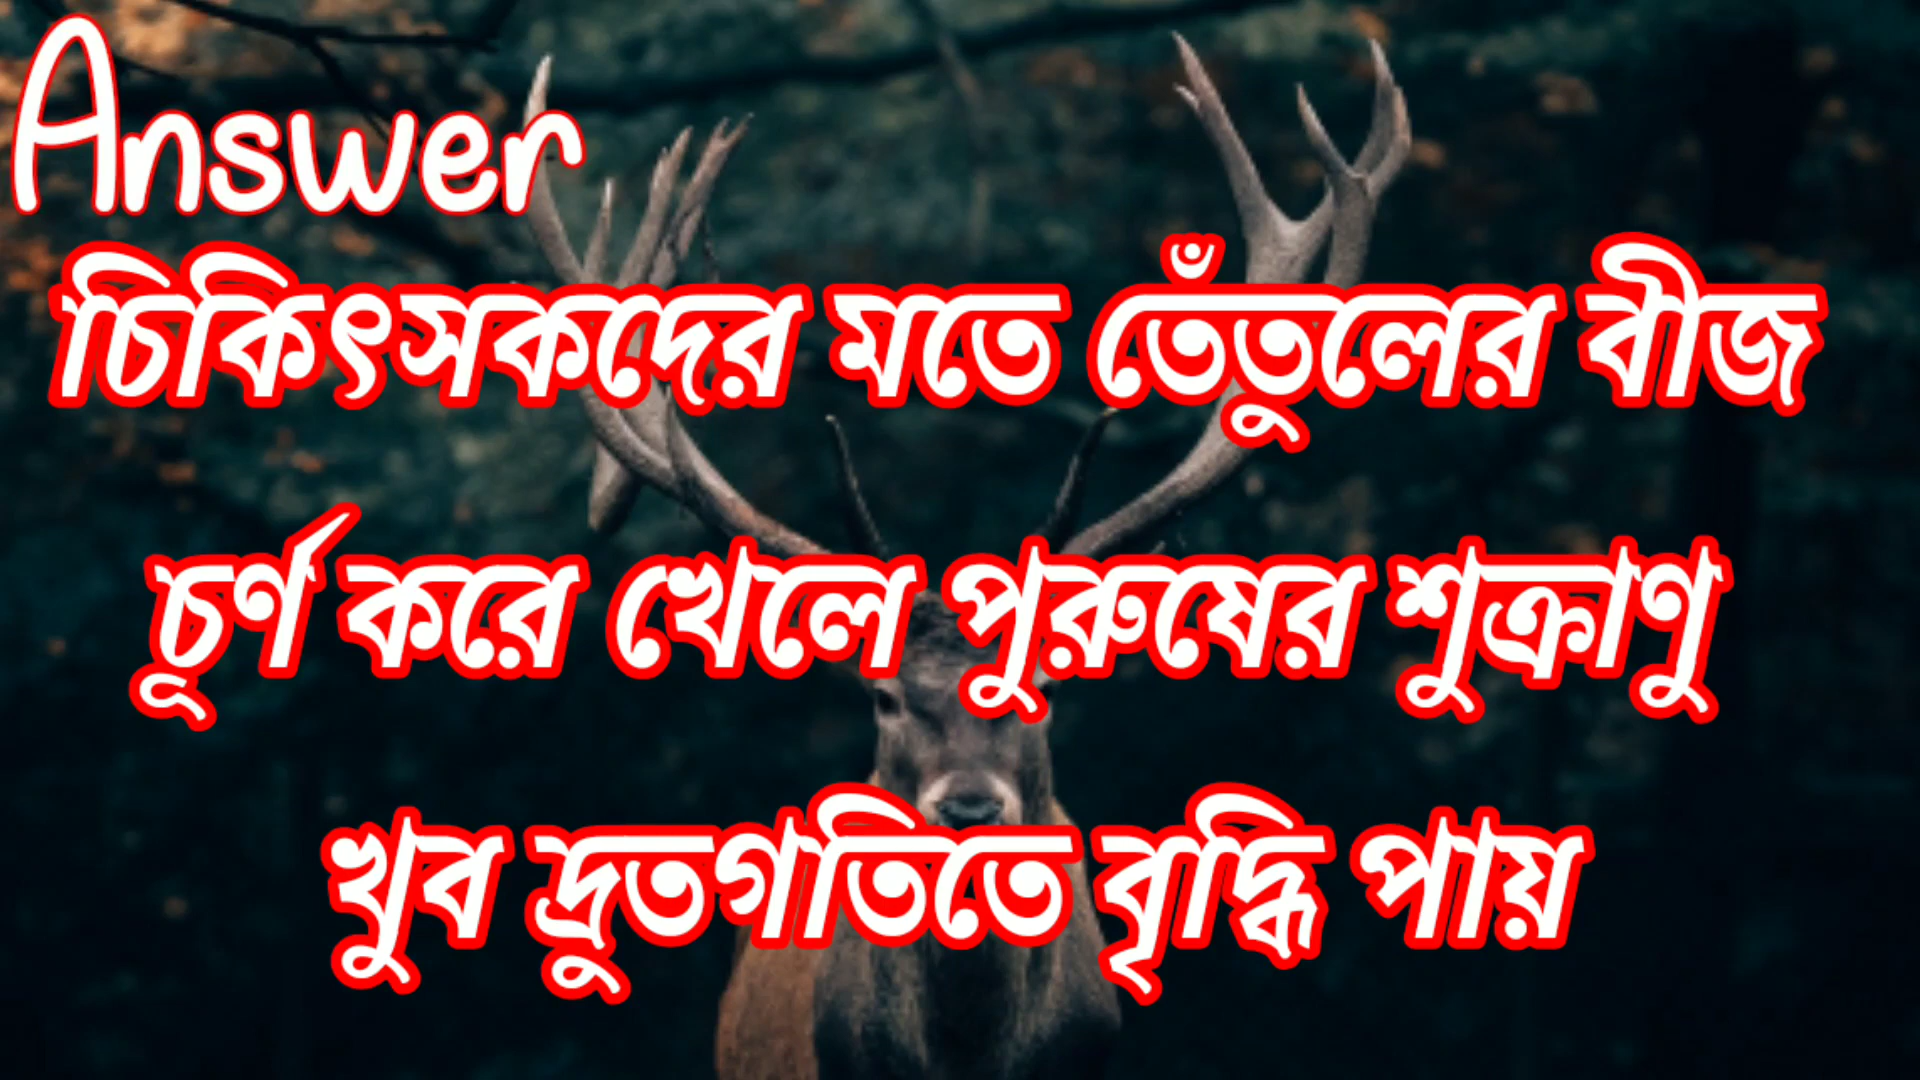 Answer
চিকিৎসকদের মতে তেঁতুলের বীজ
চূর্ণ করে খেলে পুরুষের শুক্রাণু
খুব দ্রুতগতিতে বৃদ্ধি পায়